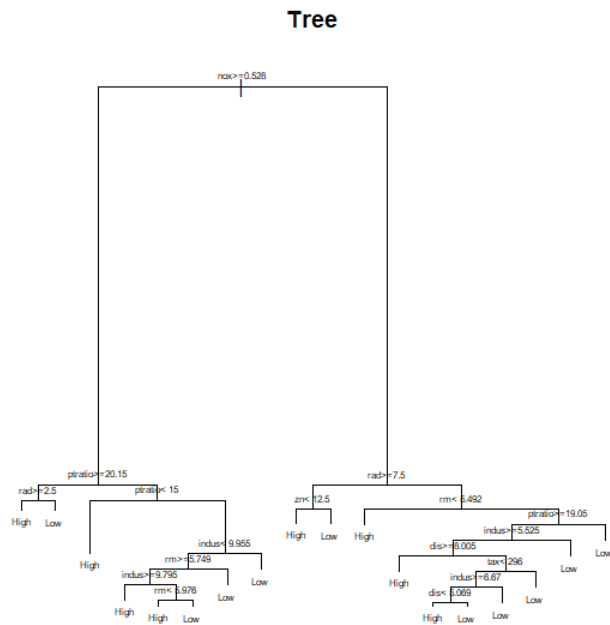 Tree
nox>=0.528
ptratio>=20.15
rad>=7.5
rad>=2.5
ptratio< 15
zn< 12.5
rm< 6.492
ptratio>=19.05
High
Low
High
Low
High
indus>=5.525
Low
High
indus< 9.955
dis>=8.005
Low
rm>=5.749
Low
High
tax<296
indus>=9.795
Low
indus>=6.67
Low
High
rm< 5.976
dis< 6.069
Low
High
Low
High
Low